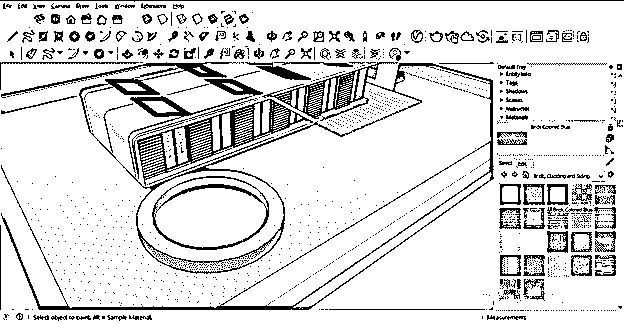 File Edit View Camera Draw Tools Window Extensions Help
Default Tray
Entity Info
Tags
Shadows
Scenes
Materials
Brick Colored Blue
Select Edit
Brick, Cladding and Siding
Select object to paint. Alt = Sample Material.
Measurements